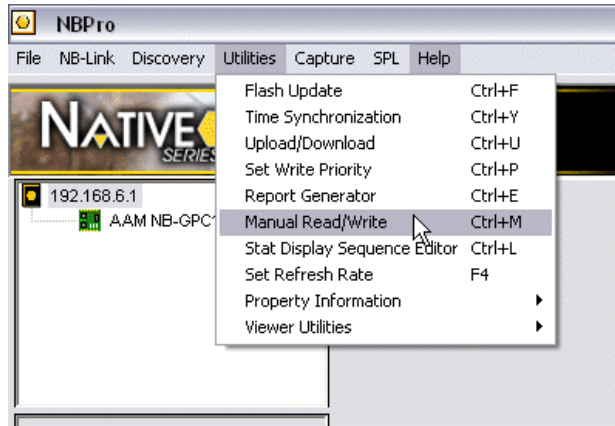 NBPro
File NB-Link Discovery Utilities Capture SPL Help
Flash Update Ctrl+F
Time Synchronization Ctrl+Y
Upload/Download Ctrl+U
Set Write Priority Ctrl+P
Report Generator Ctrl+E
Manual Read/Write Ctrl+M
Stat Display Sequence Editor Ctrl+L
Set Refresh Rate F4
Property Information
Viewer Utilities
NATIVE
SERIES
192.168.6.1
AAM NB-GPC1